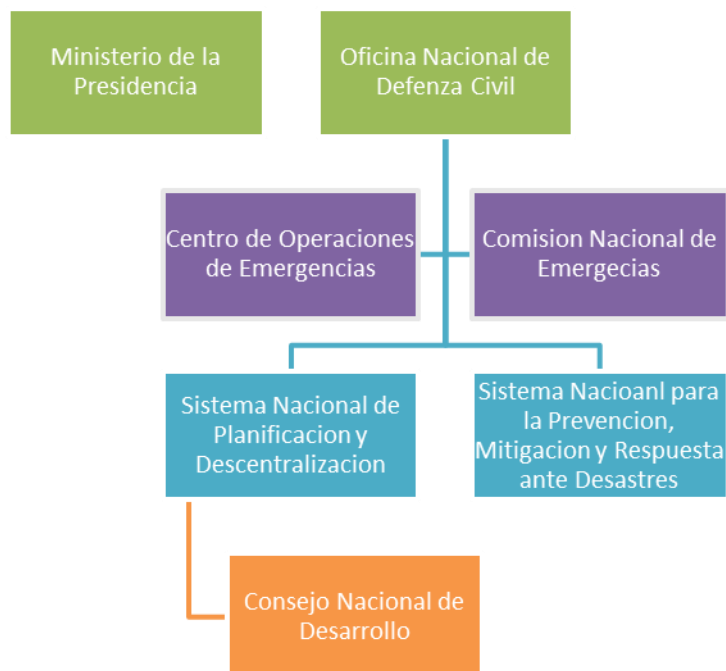 Ministerio de la
Presidencia
Oficina Nacional de
Defenza Civil
Centro de Operaciones
de Emergencias
Comision Nacional de
Emergecias
Sistema Nacional de
Planificacion y
Descentralizacion
Sistema Nacioanl para
la Prevencion,
Mitigacion y Respuesta
ante Desastres
Consejo Nacional de
Desarrollo